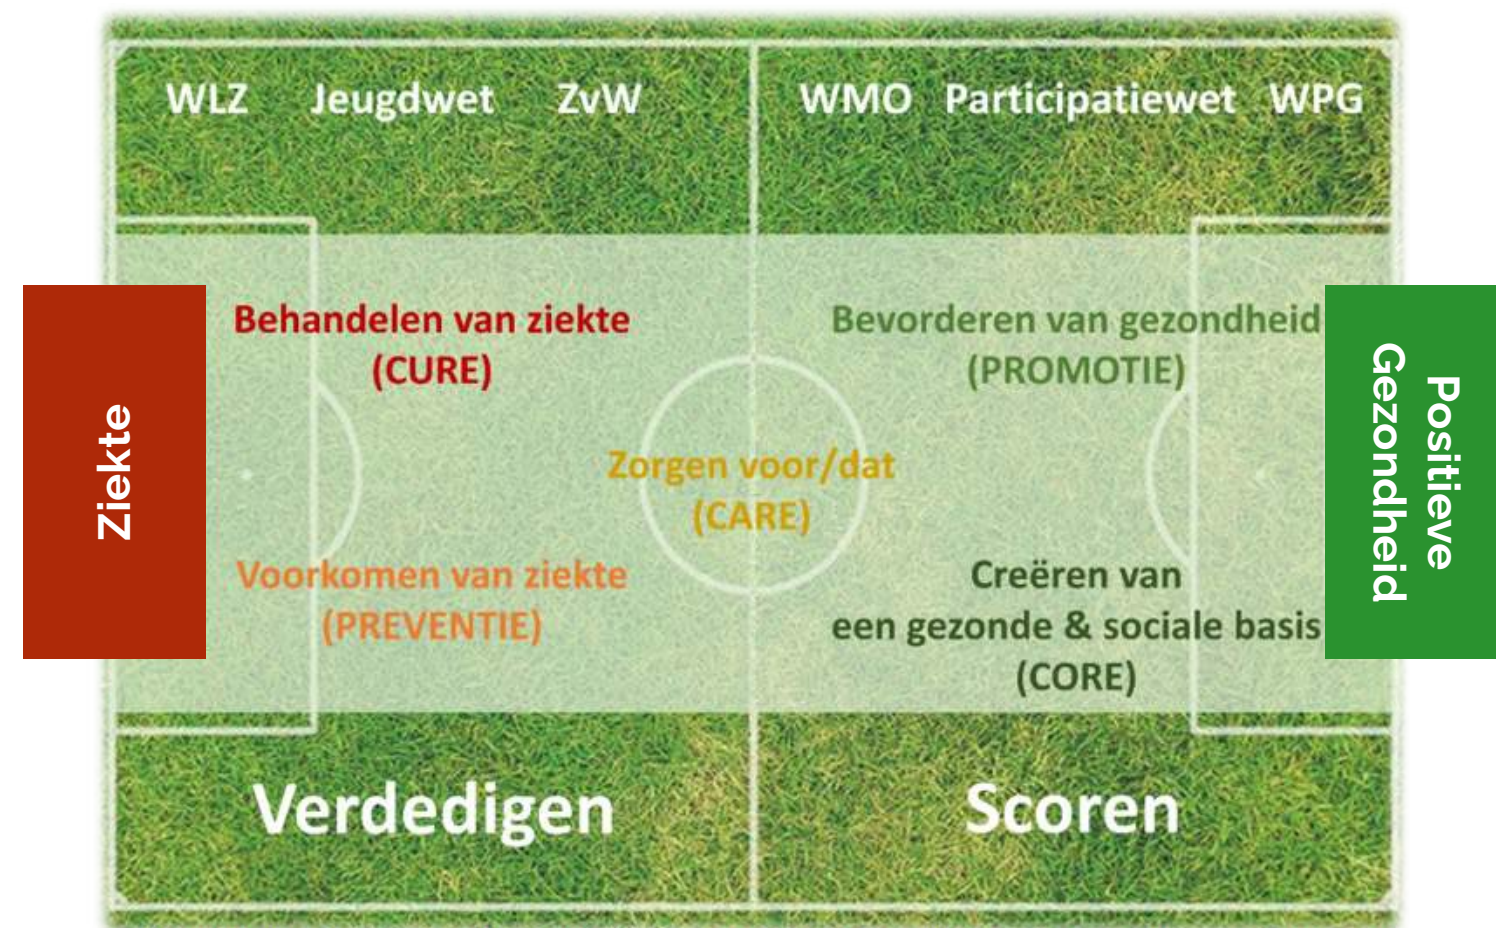 WLZ Jeugdwet ZvW WMO Participatiewet WPG
Ziekte
Behandelen van ziekte
(CURE)
Bevorderen van gezondheid
(PROMOTIE)
Zorgen voor/dat
(CARE)
Voorkomen van ziekte
(PREVENTIE)
Creëren van
een gezonde & sociale basis
(CORE)
Positieve
Gezondheid
Verdedigen
Scoren